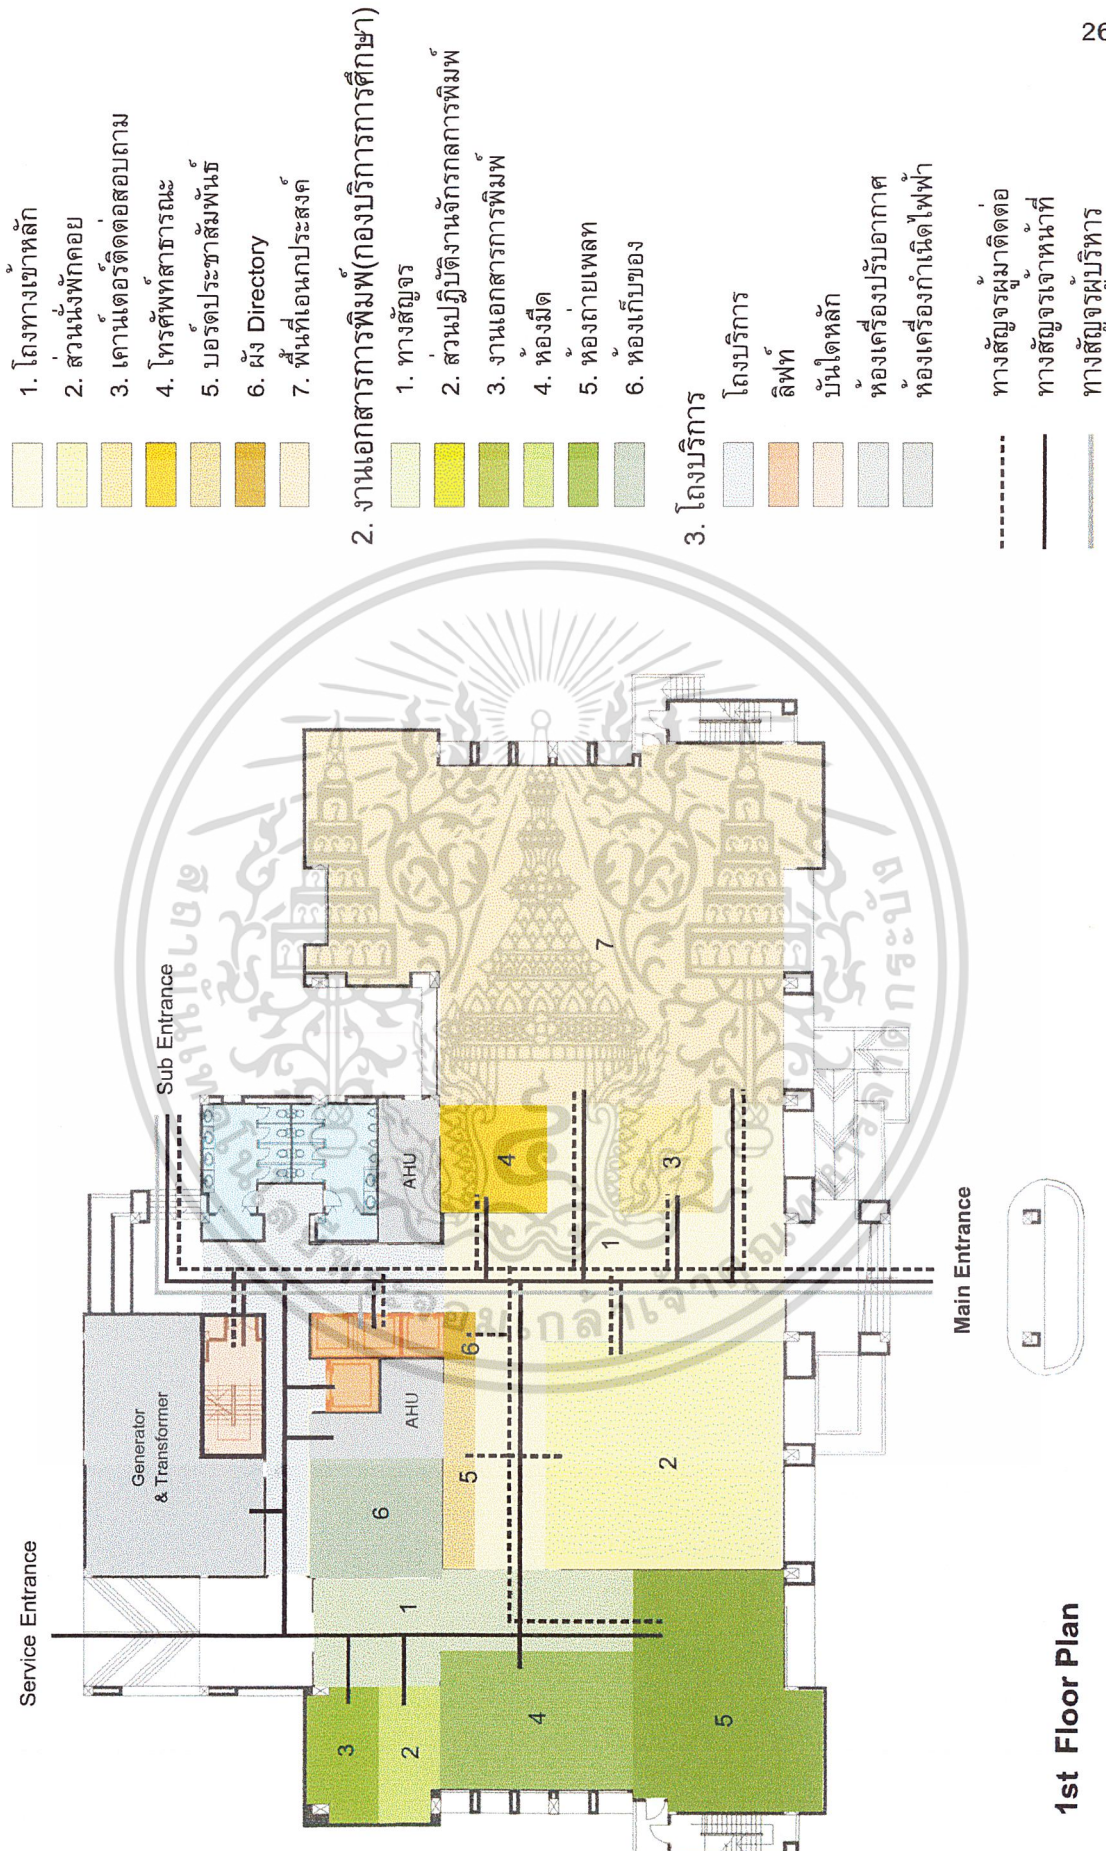 26
1. โถงทางเข้าหลัก
2. ส่วนนั่งพักคอย
3. เคาน์เตอร์ติดต่อสอบถาม
4. โทรศัพท์สาธารณะ
5. บอร์ดประชาสัมพันธ์
6. ผัง Directory
7. พื้นที่เอนกประสงค์
2. งานเอกสารการพิมพ์(กองบริการการศึกษา)
1. ทางสัญจร
2. ส่วนปฏิบัติงานจักรกลการพิมพ์
3. งานเอกสารการพิมพ์
4. ห้องมืด
5. ห้องถ่ายเพลท
6. ห้องเก็บของ
3. โถงบริการ
โถงบริการ
ลิฟท์
บันใดหลัก
ห้องเครื่องปรับอากาศ
ห้องเครื่องกำเนิดไฟฟ้า
ทางสัญจรผู้มาติดต่อ
ทางสัญจรเจ้าหน้าที่
ทางสัญจรผู้บริหาร
Service Entrance
Sub Entrance
Generator
& Transformer
AHU
AHU
3
2
1
6
4
5
5
6
2
4
1
3
7
Main Entrance
1st Floor Plan